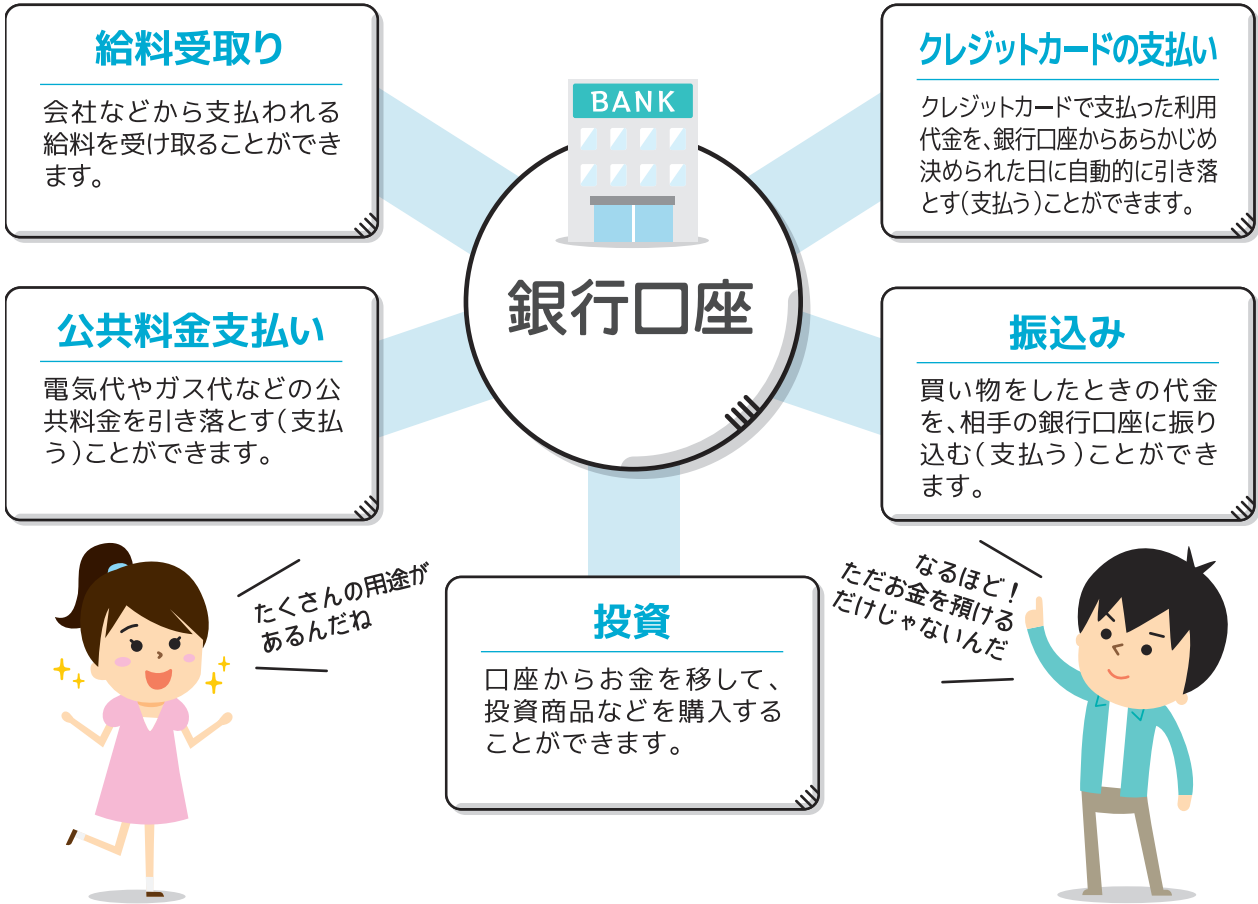 給料受取り
会社などから支払われる
給料を受け取ることができ
ます。
BANK
銀行口座
クレジットカードの支払い
クレジットカードで支払った利用
代金を、銀行口座からあらかじめ
決められた日に自動的に引き落
とす(支払う)ことができます。
公共料金支払い
電気代やガス代などの公
共料金を引き落とす(支払
う)ことができます。
振込み
買い物をしたときの代金
を、相手の銀行口座に振り
込む(支払う)ことができ
ます。
たくさんの用途が
あるんだね
投資
口座からお金を移して、
投資商品などを購入する
ことができます。
なるほど!
ただお金を預ける
だけじゃないんだ